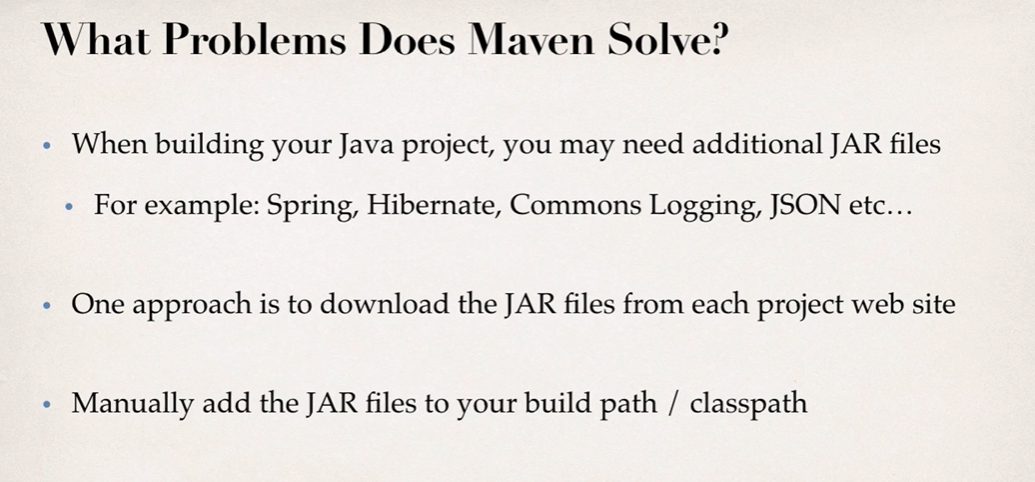 What Problems Does Maven Solve?
• When building your Java project, you may need additional JAR files
• For example: Spring, Hibernate, Commons Logging, JSON etc…
• One approach is to download the JAR files from each project web site
• Manually add the JAR files to your build path / classpath